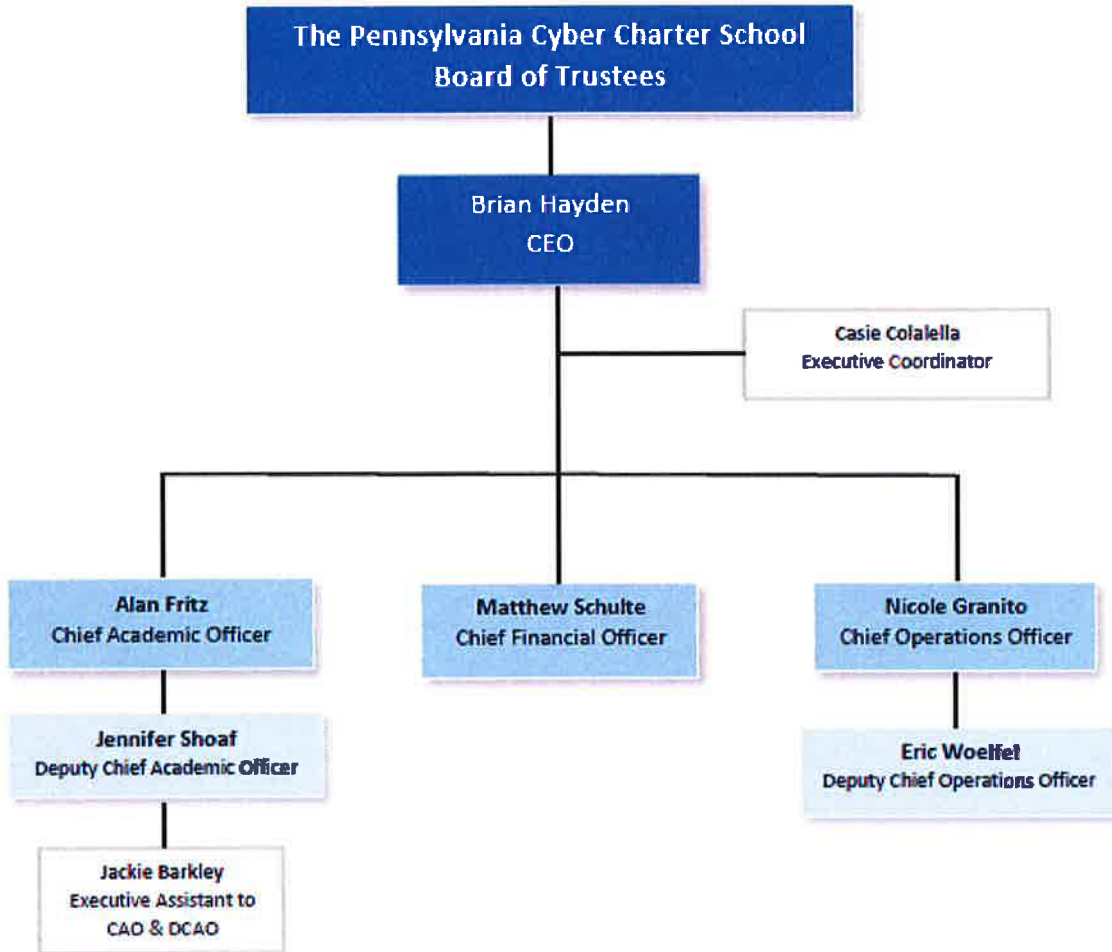 The Pennsylvania Cyber Charter School
Board of Trustees
Brian Hayden
CEO
Casie Colalella
Executive Coordinator
Alan Fritz
Chief Academic Officer
Matthew Schulte
Chief Financial Officer
Nicole Granito
Chief Operations Officer
Jennifer Shoaf
Deputy Chief Academic Officer
Eric Woelfel
Deputy Chief Operations Officer
Jackie Barkley
Executive Assistant to
CAO & DCAO